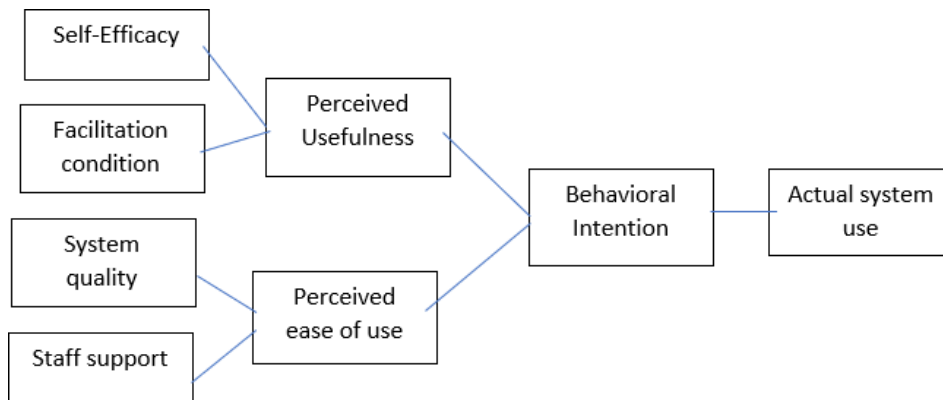 Self-Efficacy
Facilitation
condition
System
quality
Staff support
Perceived
Usefulness
Perceived
ease of use
Behavioral
Intention
Actual system
use